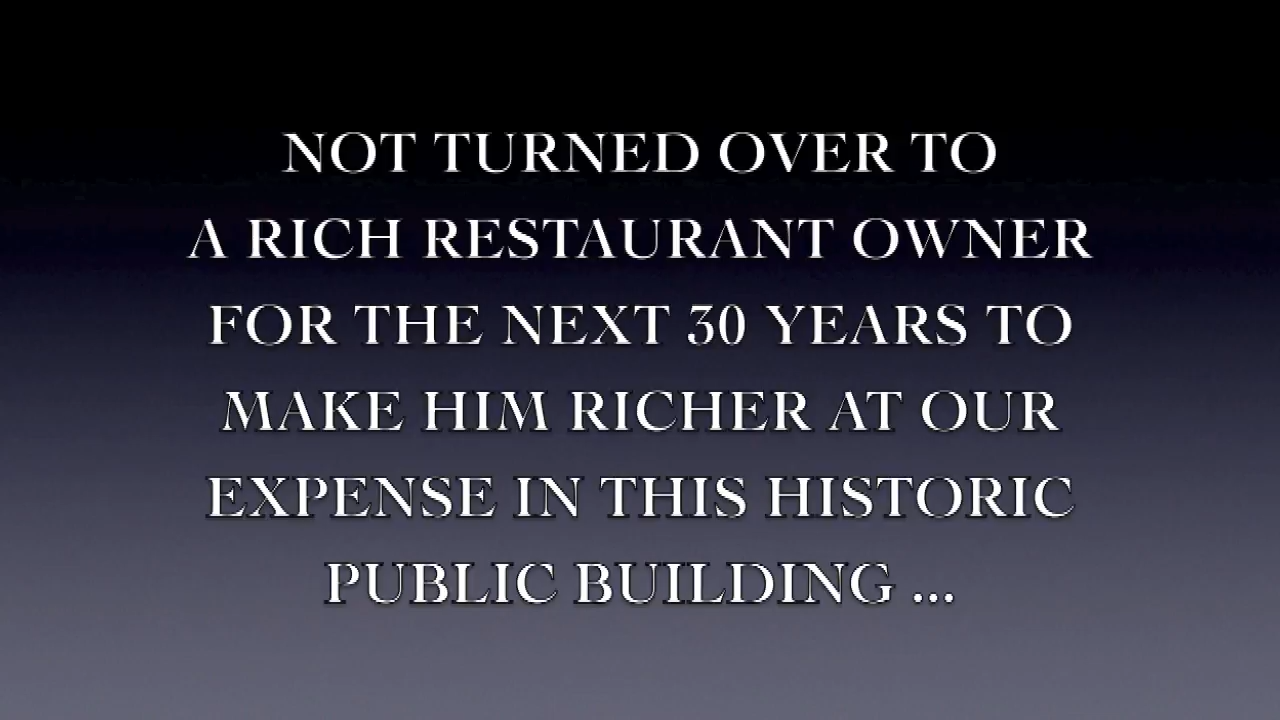 NOT TURNED OVER TO
A RICH RESTAURANT OWNER
FOR THE NEXT 30 YEARS TO
MAKE HIM RICHER AT OUR
EXPENSE IN THIS HISTORIC
PUBLIC BUILDING ...